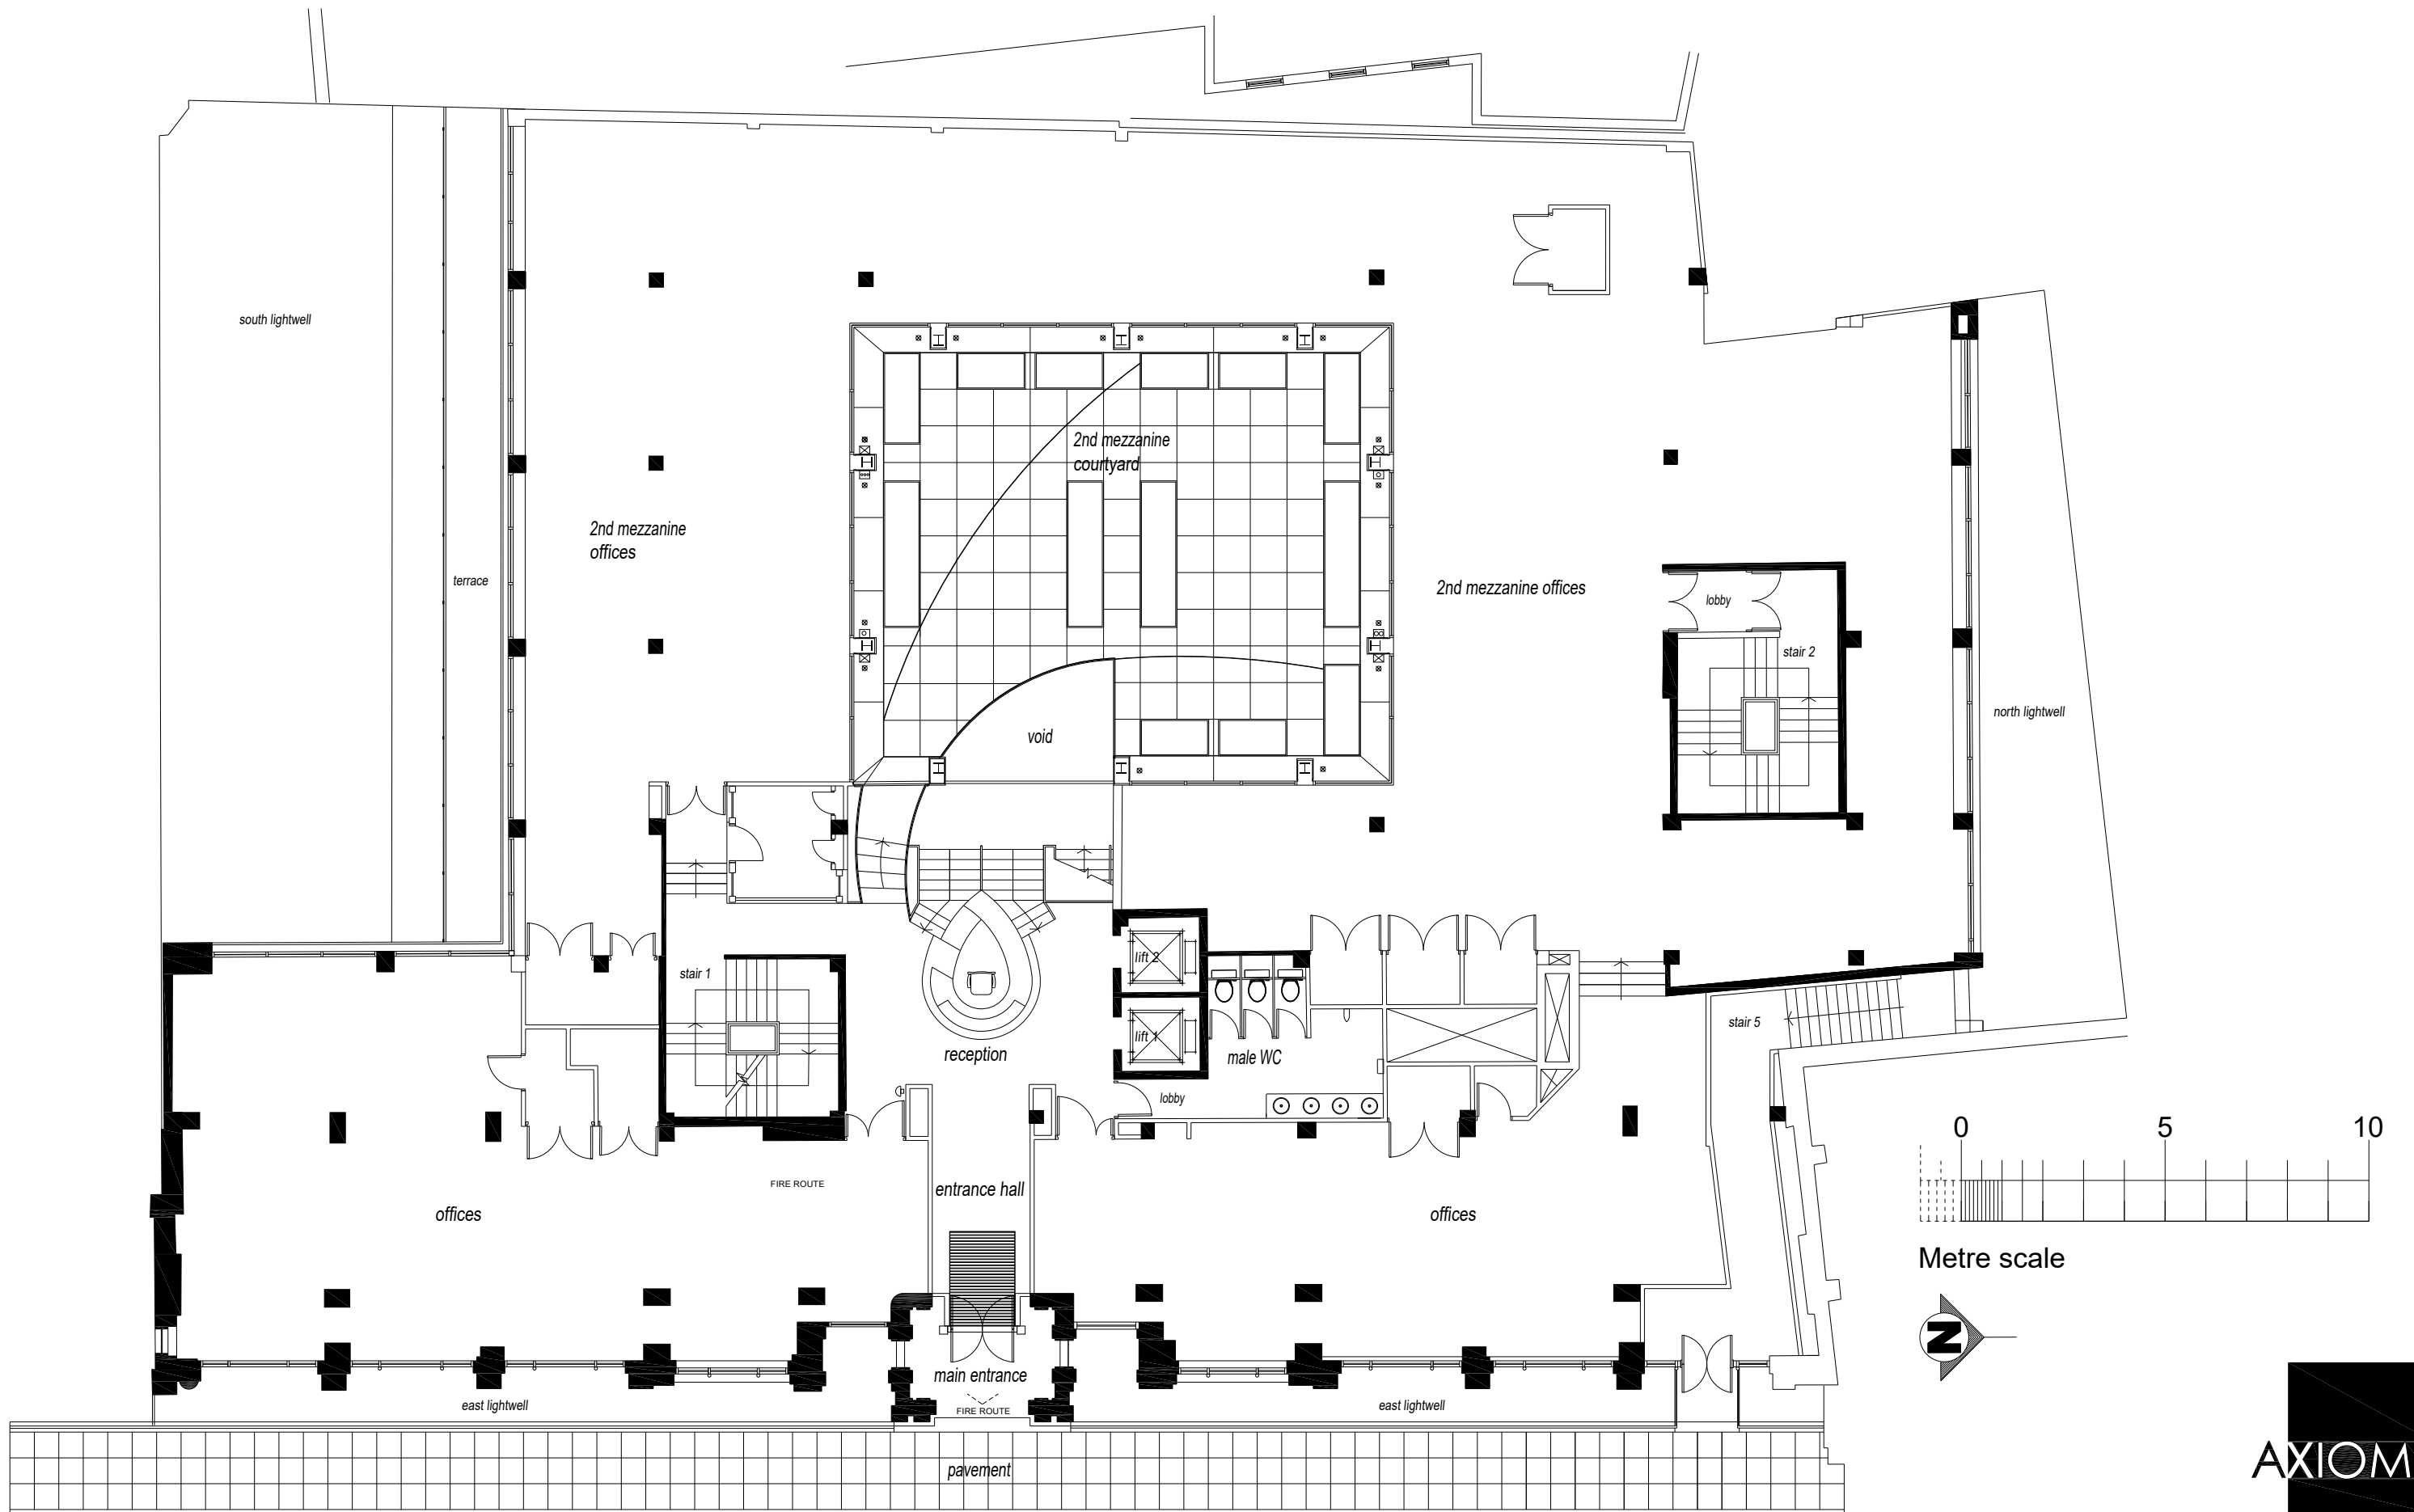 south lightwell
2nd mezzanine
courtyard
2nd mezzanine
offices
terrace
2nd mezzanine offices
lobby
stair 2
north lightwell
void
stair 1
lift 2
lift 1
reception
male WC
lobby
stair 5
FIRE ROUTE
entrance hall
offices
offices
0 5 10
Metre scale
N
main entrance
FIRE ROUTE
east lightwell
east lightwell
pavement
AXIOM